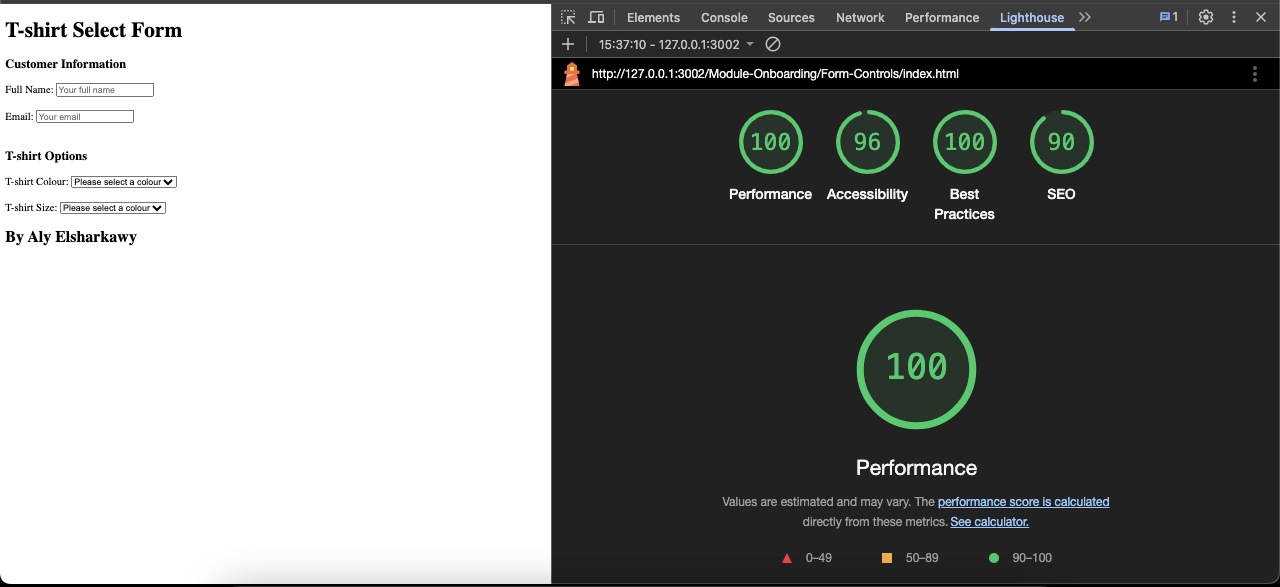 T-shirt Select Form
Customer Information
Full Name: Your full name
Email: Your email
T-shirt Options
T-shirt Colour: Please select a colour
T-shirt Size: Please select a colour
By Aly Elsharkawy
Elements Console Sources Network Performance Lighthouse 1
15:37:10 - 127.0.0.1:3002
http://127.0.0.1:3002/Module-Onboarding/Form-Controls/index.html
100 96 100 90
Performance Accessibility Best Practices SEO
100
Performance
Values are estimated and may vary. The performance score is calculated
directly from these metrics. See calculator.
0–49 50–89 90–100